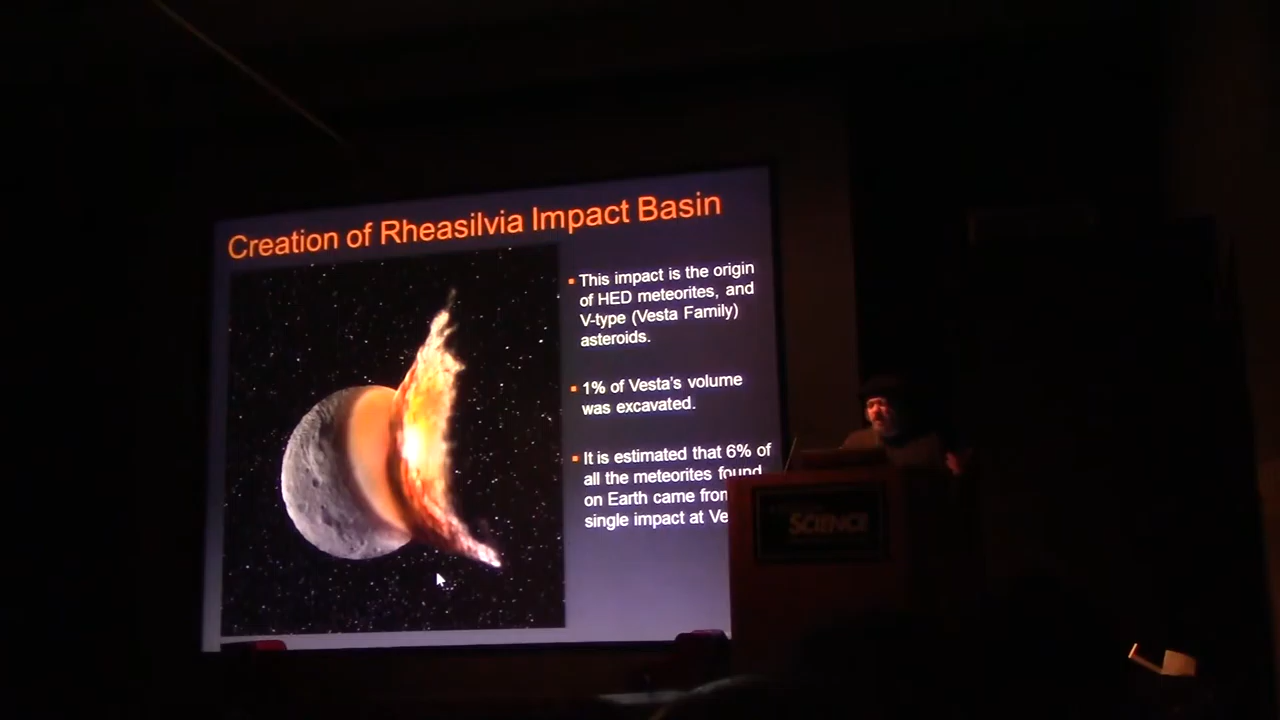 Creation of Rheasilvia Impact Basin
This impact is the origin
of HED meteorites, and
V-type (Vesta Family)
asteroids.
1% of Vesta's volume
was excavated.
It is estimated that 6% of
all the meteorites found
on Earth came from
single impact at Ve
SCIENCE